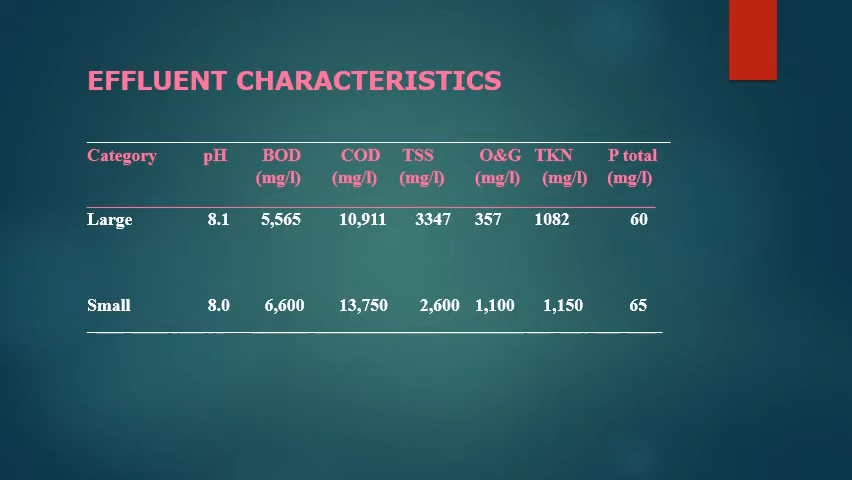 EFFLUENT CHARACTERISTICS
Category pH BOD COD TSS O&G TKN P total
(mg/l) (mg/l) (mg/l) (mg/l) (mg/l) (mg/l)
Large 8.1 5,565 10,911 3347 357 1082 60
Small 8.0 6,600 13,750 2,600 1,100 1,150 65